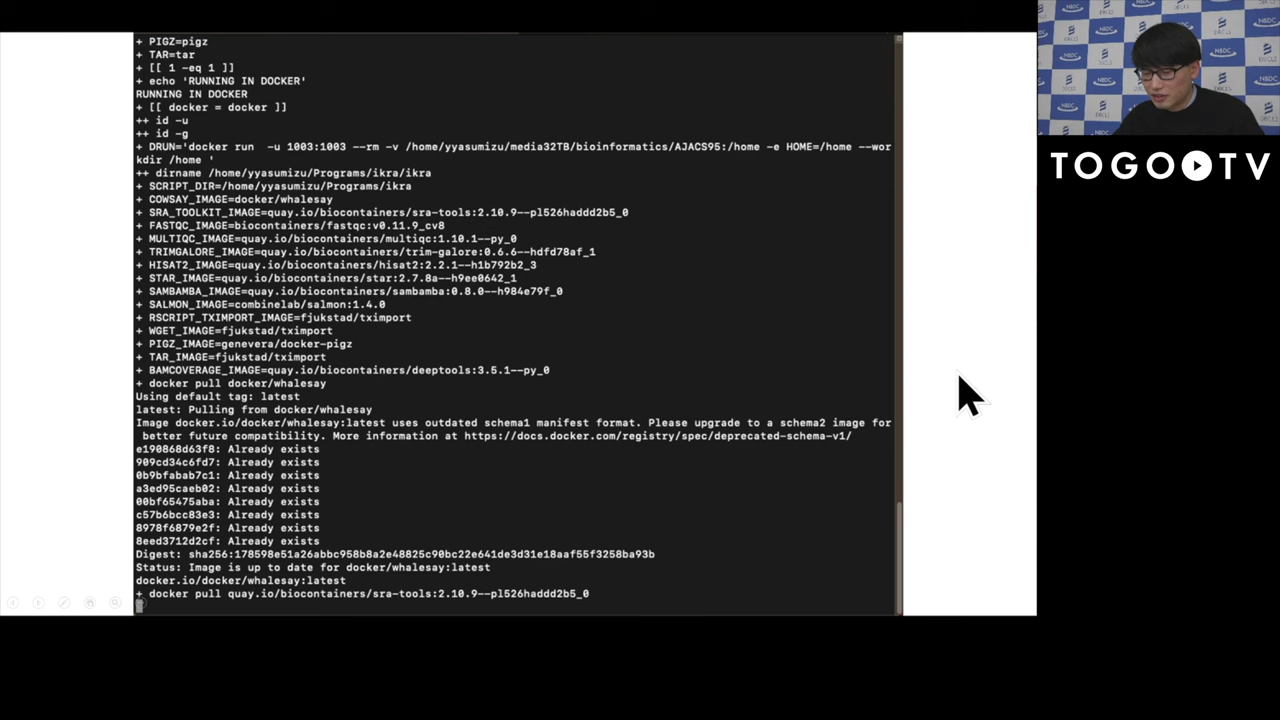 + PIGZ=pigz
+ TAR=tar
+ [[ 1 -eq 1 ]]
+ echo 'RUNNING IN DOCKER'
RUNNING IN DOCKER
+ [[ docker = docker ]]
++ id -u
++ id -g
+ DRUN='docker run  -u 1003:1003 --rm -v /home/yyasumizu/media32TB/bioinformatics/AJACS95:/home -e HOME=/home --wor
kdir /home '
++ dirname /home/yyasumizu/Programs/ikra/ikra
+ SCRIPT_DIR=/home/yyasumizu/Programs/ikra
+ COWSAY_IMAGE=docker/whalesay
+ SRA_TOOLKIT_IMAGE=quay.io/biocontainers/sra-tools:2.10.9--pl526haddd2b5_0
+ FASTQC_IMAGE=biocontainers/fastqc:v0.11.9_cv8
+ MULTIQC_IMAGE=quay.io/biocontainers/multiqc:1.10.1--py_0
+ TRIMGALORE_IMAGE=quay.io/biocontainers/trim-galore:0.6.6--hdfd78af_1
+ HISAT2_IMAGE=quay.io/biocontainers/hisat2:2.2.1--h1b792b2_3
+ STAR_IMAGE=quay.io/biocontainers/star:2.7.8a--h9ee0642_1
+ SAMBAMBA_IMAGE=quay.io/biocontainers/sambamba:0.8.0--h984e79f_0
+ SALMON_IMAGE=combinelab/salmon:1.4.0
+ RSCRIPT_TXIMPORT_IMAGE=fjukstad/tximport
+ WGET_IMAGE=fjukstad/tximport
+ PIGZ_IMAGE=genevera/docker-pigz
+ TAR_IMAGE=fjukstad/tximport
+ BAMCOVERAGE_IMAGE=quay.io/biocontainers/deeptools:3.5.1--py_0
+ docker pull docker/whalesay
Using default tag: latest
latest: Pulling from docker/whalesay
Image docker.io/docker/whalesay:latest uses outdated schema1 manifest format. Please upgrade to a schema2 image for
 better future compatibility. More information at https://docs.docker.com/registry/spec/deprecated-schema-v1/
e190868d63f8: Already exists
909cd34c6fd7: Already exists
0b9bfabab7c1: Already exists
a3ed95caeb02: Already exists
00bf65475aba: Already exists
c57b6bcc83e3: Already exists
8978f6879e2f: Already exists
8eed3712d2cf: Already exists
Digest: sha256:178598e51a26abbc958b8a2e48825c90bc22e641de3d31e18aaf55f3258ba93b
Status: Image is up to date for docker/whalesay:latest
docker.io/docker/whalesay:latest
+ docker pull quay.io/biocontainers/sra-tools:2.10.9--pl526haddd2b5_0
NBDC
DBCLS
TOGO TV